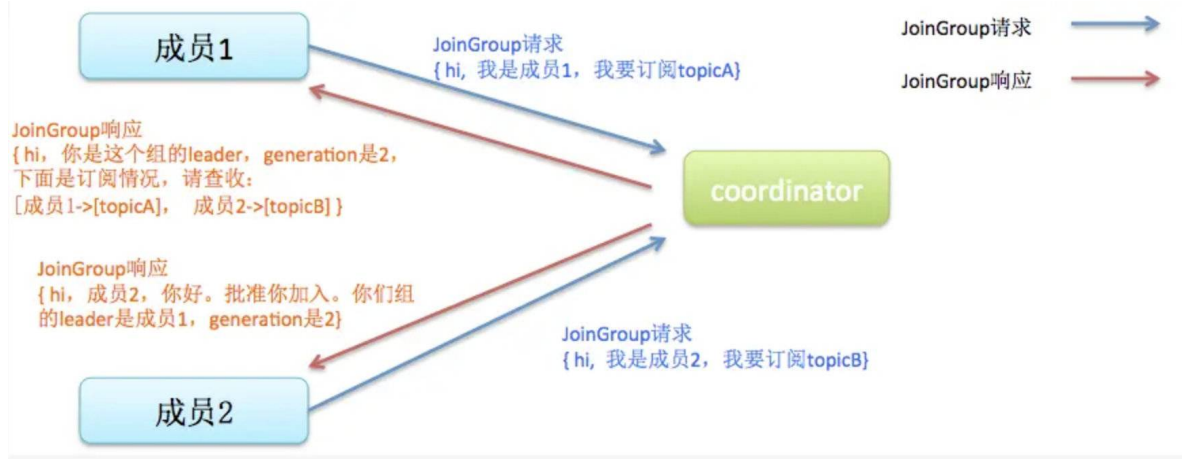 成员1
JoinGroup请求
{ hi, 我是成员1，我要订阅topicA}
JoinGroup请求
JoinGroup响应
JoinGroup响应
{ hi，你是这个组的leader，generation是2，
下面是订阅情况，请查收：
[成员1->[topicA]， 成员2->[topicB] }
coordinator
JoinGroup响应
{ hi，成员2，你好。批准你加入。你们组
的leader是成员1，generation是2}
JoinGroup请求
{ hi, 我是成员2，我要订阅topicB}
成员2